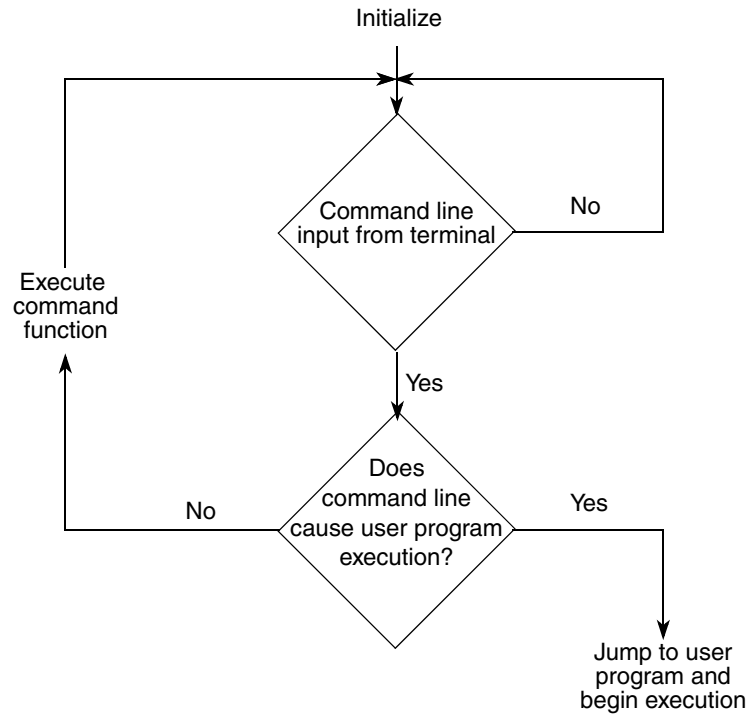 Initialize
Command line
input from terminal
No
Execute
command
function
Yes
Does
command line
cause user program
execution?
No
Yes
Jump to user
program and
begin execution